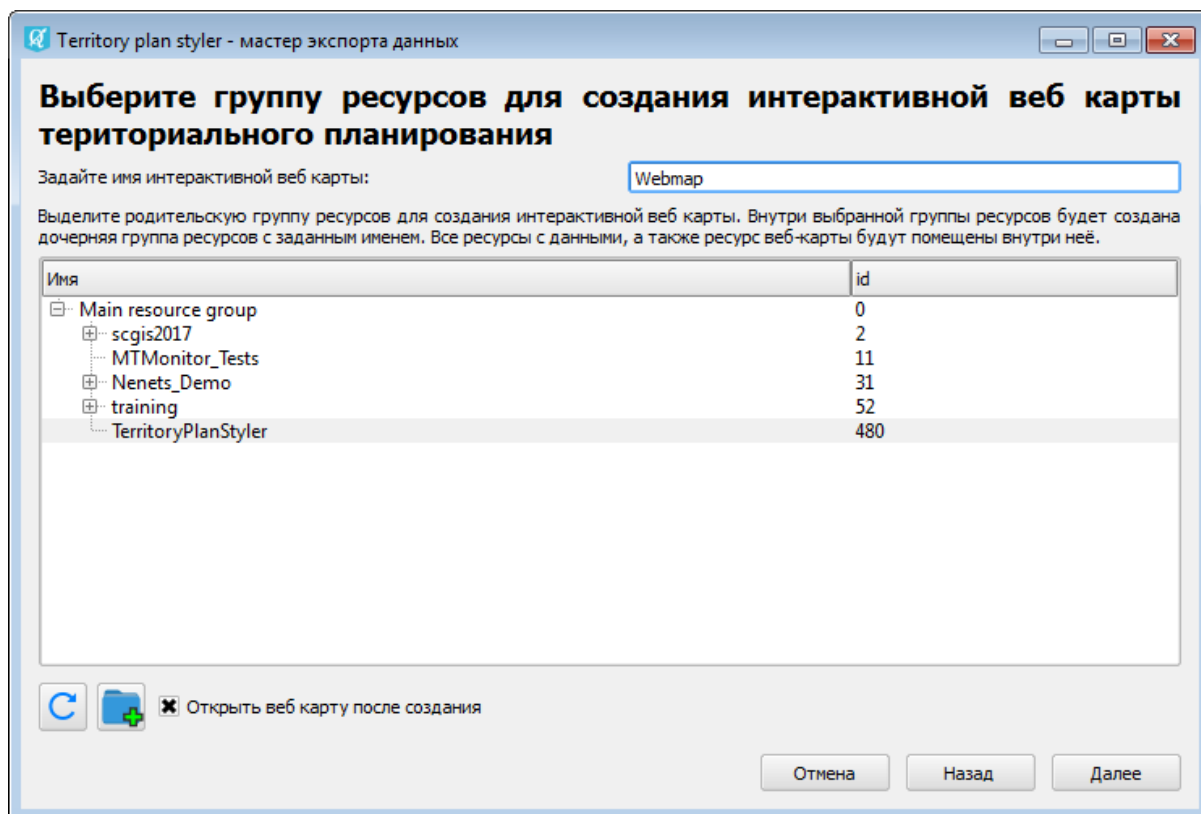 Territory plan styler - мастер экспорта данных
Выберите группу ресурсов для создания интерактивной веб карты
териториального планирования
Задайте имя интерактивной веб карты: Webmap
Выделите родительскую группу ресурсов для создания интерактивной веб карты. Внутри выбранной группы ресурсов будет создана
дочерняя группа ресурсов с заданным именем. Все ресурсы с данными, а также ресурс веб-карты будут помещены внутри неё.
Имя id
Main resource group 0
scgis2017 2
MTMonitor_Tests 11
Nenets_Demo 31
training 52
TerritoryPlanStyler 480
Открыть веб карту после создания
Отмена Назад Далее